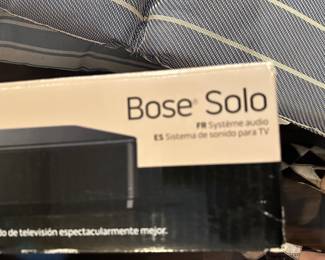 Bose® Solo
FR Système audio
ES Sistema de sonido para TV
do de televisión espectacularmente mejor.